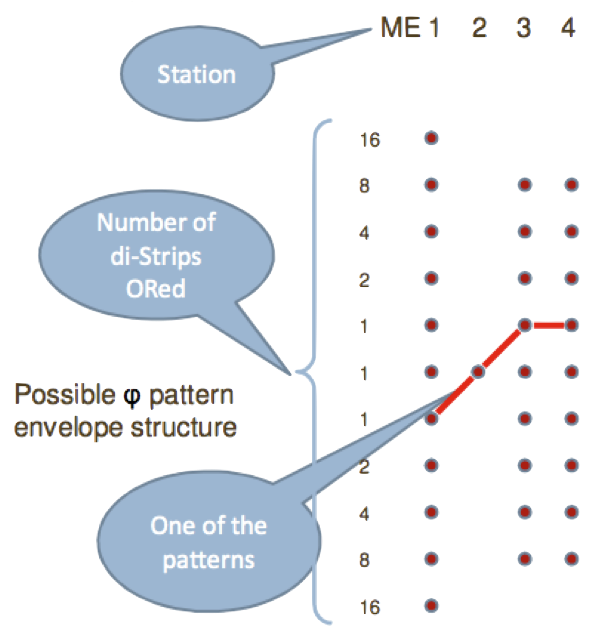 ME 1 2 3 4
Station
16
8
Number of
di-Strips
ORed
4
2
1
1
Possible φ pattern
envelope structure
1
2
One of the
patterns
4
8
16